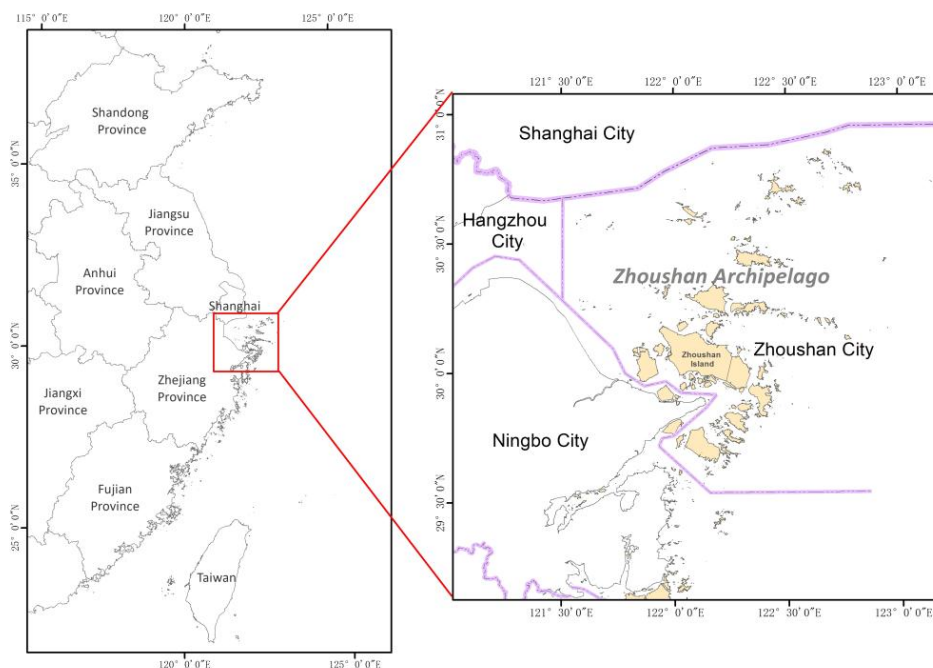 115° 0′0″E
120° 0′0″E
125° 0′0″E
35° 0′0″N
30° 0′0″N
25° 0′0″N
Shandong
Province
Jiangsu
Province
Anhui
Province
Shanghai
Jiangxi
Province
Zhejiang
Province
Fujian
Province
Taiwan
120° 0′0″E
125° 0′0″E
121° 30′0″E
122° 0′0″E
122° 30′0″E
123° 0′0″E
31° 0′0″N
30° 30′0″N
30° 0′0″N
29° 30′0″N
Shanghai City
Hangzhou
City
Zhoushan Archipelago
Zhoushan
Island
Zhoushan City
Ningbo City
121° 30′0″E
122° 0′0″E
122° 30′0″E
123° 0′0″E